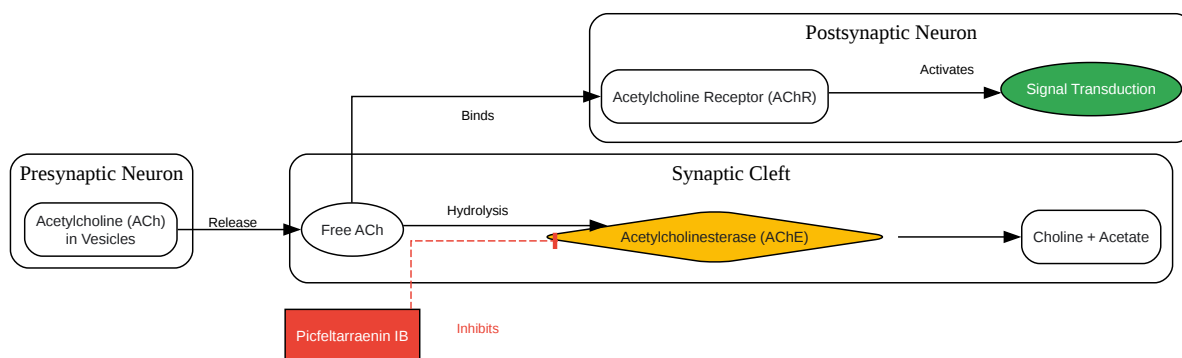 Postsynaptic Neuron
Activates
Acetylcholine Receptor (AChR)
Signal Transduction
Binds
Presynaptic Neuron
Synaptic Cleft
Acetylcholine (ACh)
in Vesicles
Release
Free ACh
Hydrolysis
Acetylcholinesterase (AChE)
Choline + Acetate
Picfeltarraenin IB
Inhibits